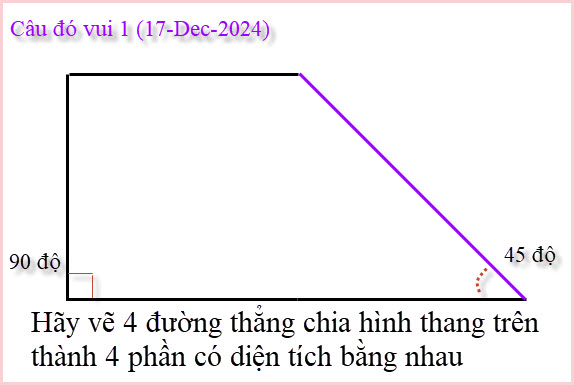 Câu đó vui 1 (17-Dec-2024)
90 độ
45 độ
Hãy vẽ 4 đường thẳng chia hình thang trên
thành 4 phần có diện tích bằng nhau